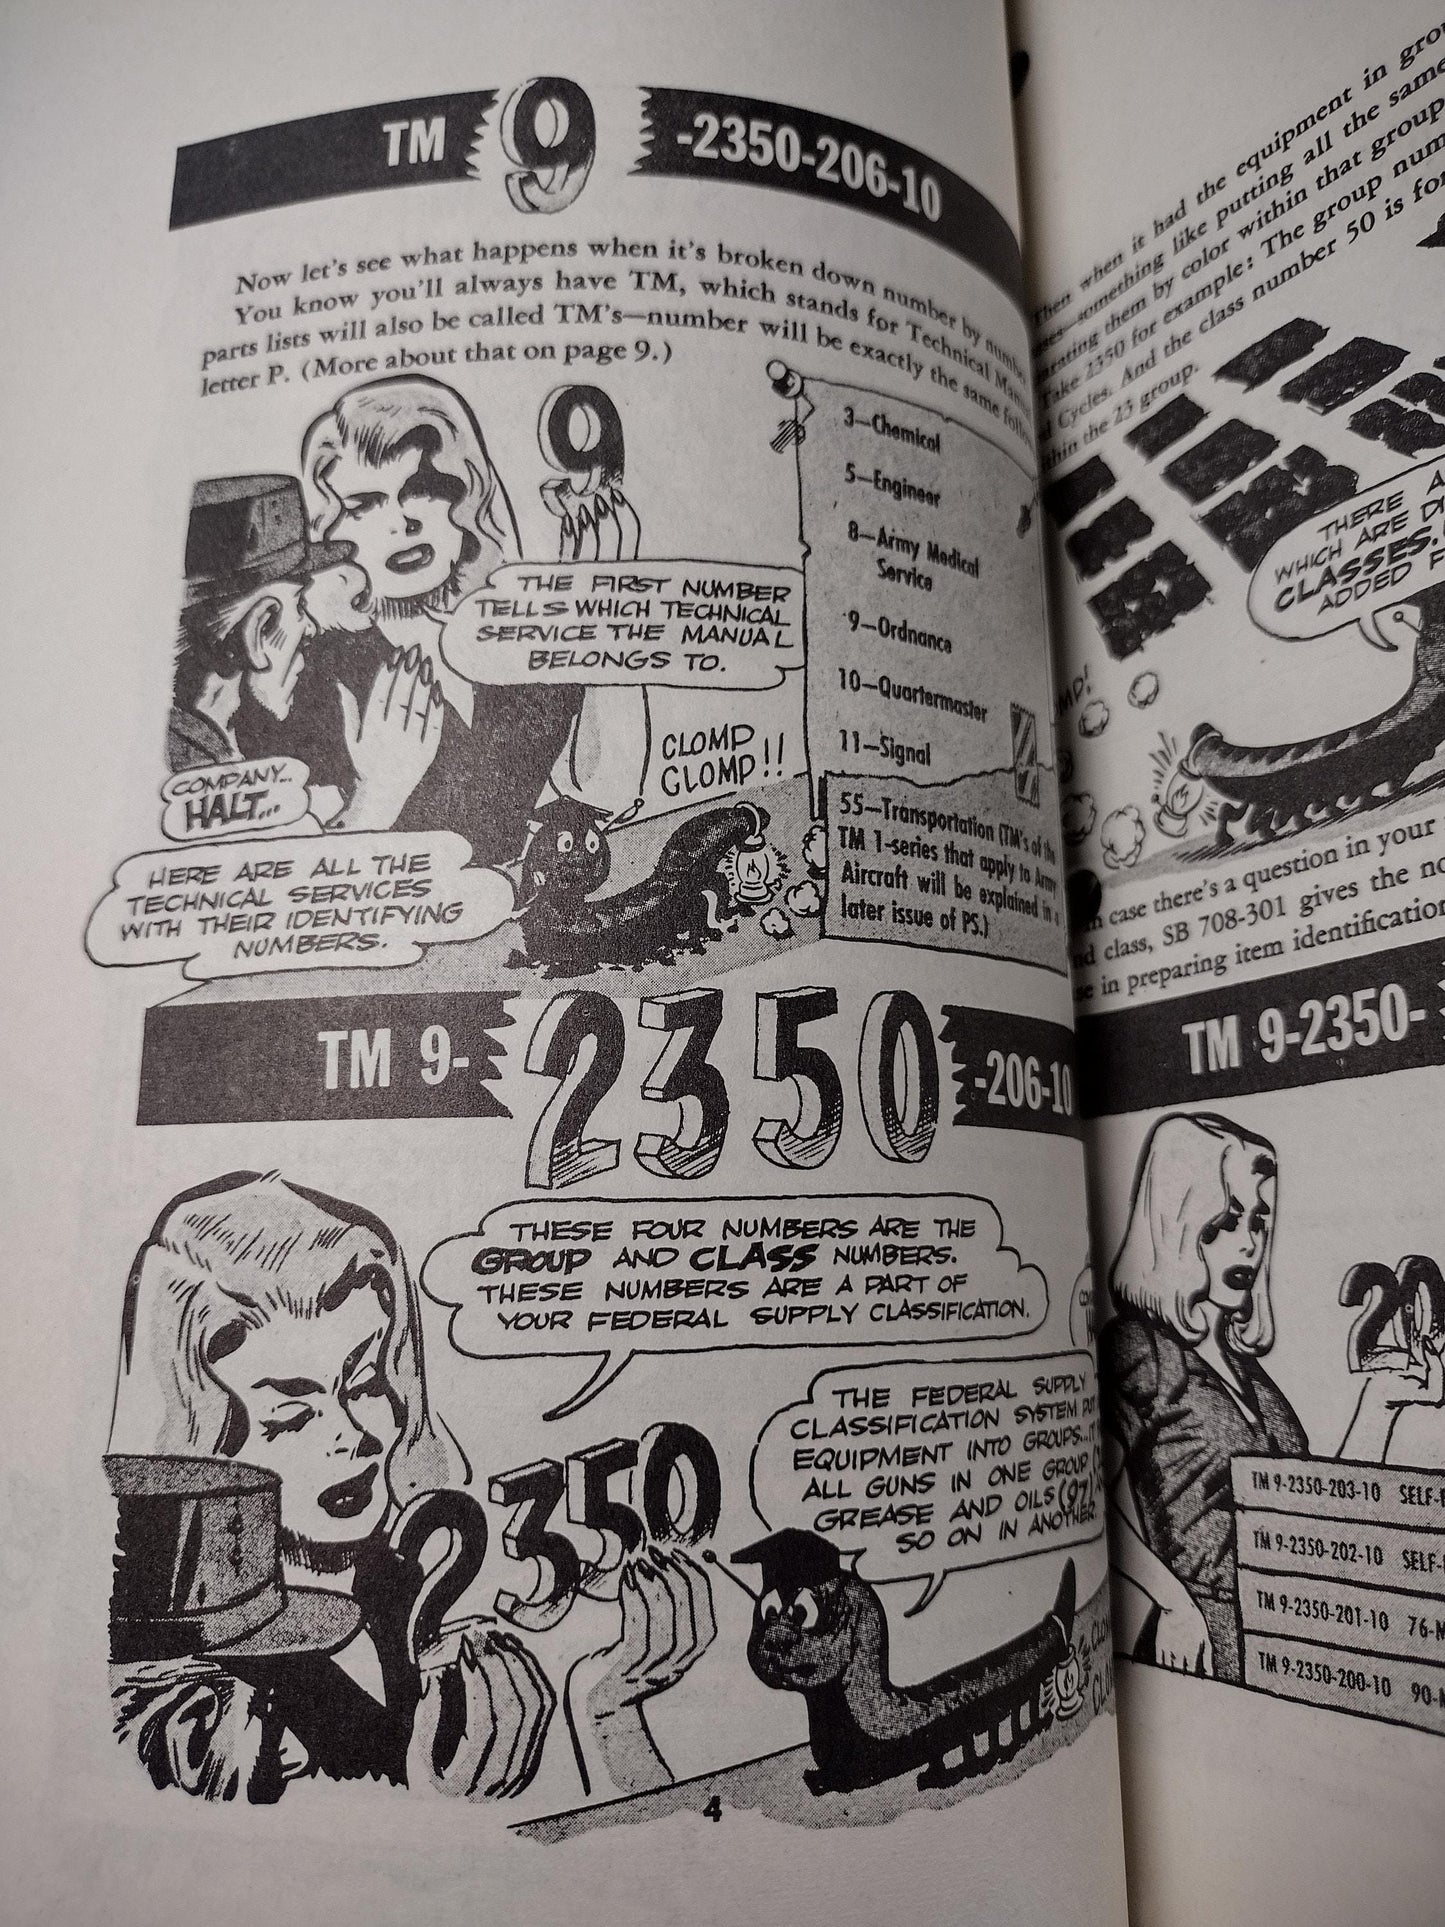 TM 9 -2350-206-10
Now let's see what happens when it's broken down number by number
You know you'll always have TM, which stands for Technical Manual
parts lists will also be called TM's—number will be exactly the same
letter P. (More about that on page 9.)
THE FIRST NUMBER
TELLS WHICH TECHNICAL
SERVICE THE MANUAL
BELONGS TO.
9
3—Chemical
5—Engineer
8—Army Medical
Service
9—Ordnance
10—Quartermaster
11—Signal
55—Transportation (TM's of the
TM 1-series that apply to Army
Aircraft will be explained in a
later issue of PS.)
CLOMP
CLOMP!!
COMPANY..
HALT...
HERE ARE ALL THE
TECHNICAL SERVICES
WITH THEIR IDENTIFYING
NUMBERS.
TM 9- 2350 -206-10
THESE FOUR NUMBERS ARE THE
GROUP AND CLASS NUMBERS.
THESE NUMBERS ARE A PART OF
YOUR FEDERAL SUPPLY CLASSIFICATION.
2350
THE FEDERAL SUPPLY
CLASSIFICATION SYSTEM PUT
EQUIPMENT INTO GROUPS...IT
ALL GUNS IN ONE GROUP
GREASE AND OILS (97)
SO ON IN ANOTHER.
4
Then when it had the equipment in
something like putting all the same
them by color within that group
Take 2350 for example: The group
Cycles. And the class number 50 is for
the 23 group.
THERE
WHICH ARE
CLASSES.
ADDED
in case there's a question in your
class, SB 708-301 gives the
in preparing item identification
TM 9-2350-
20
TM 9-2350-203-10
TM 9-2350-202-10
TM 9-2350-201-10 76-
TM 9-2350-200-10 90-